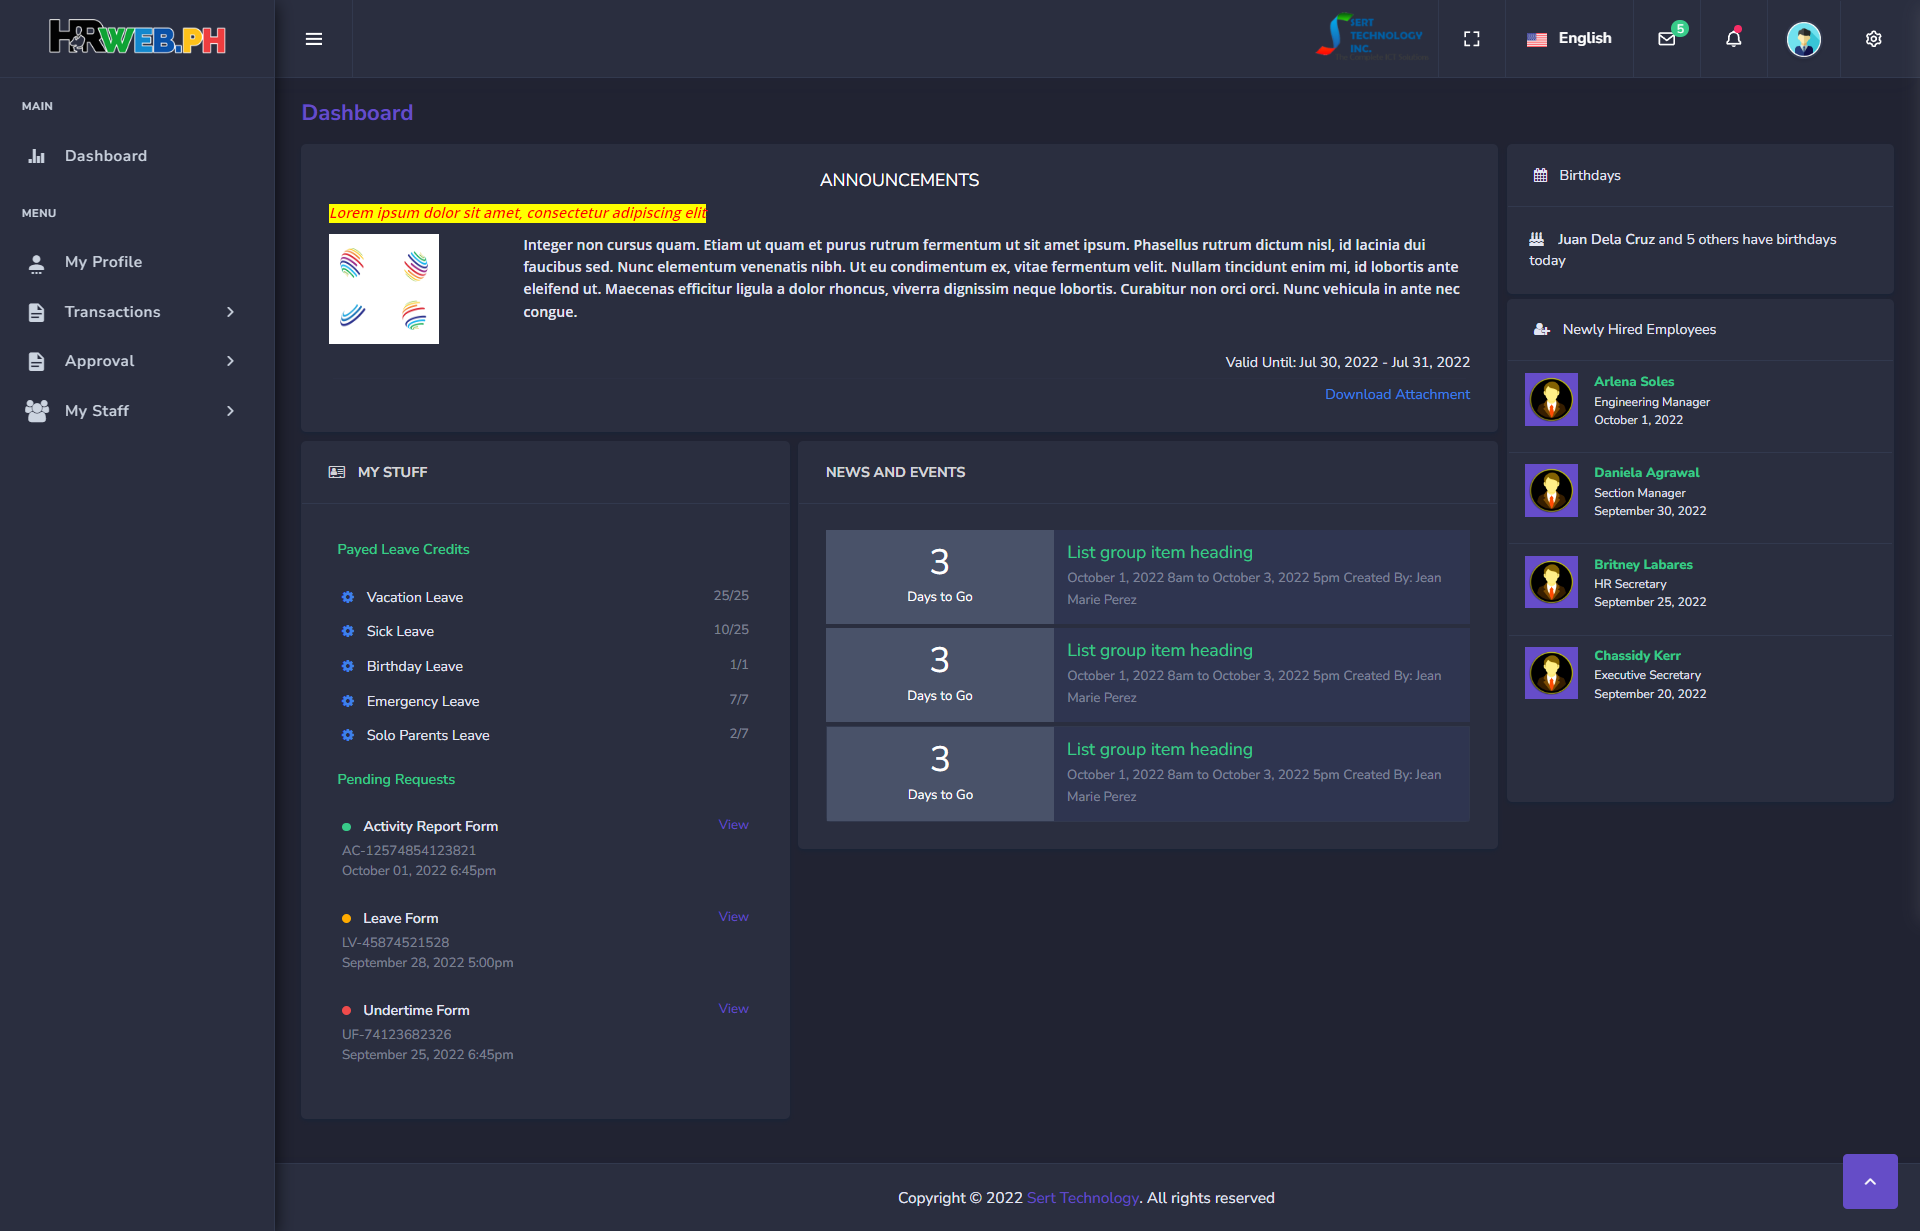 HRWEB.PH
SERT
TECHNOLOGY
INC.
English
5
MAIN
Dashboard
MENU
My Profile
Transactions
Approval
My Staff
Dashboard
ANNOUNCEMENTS
Lorem ipsum dolor sit amet, consectetur adipiscing elit
Integer non cursus quam. Etiam ut quam et purus rutrum fermentum ut sit amet ipsum. Phasellus rutrum dictum nisl, id lacinia dui
faucibus sed. Nunc elementum venenatis nibh. Ut eu condimentum ex, vitae fermentum velit. Nullam tincidunt enim mi, id lobortis ante
eleifend ut. Maecenas efficitur ligula a dolor rhoncus, viverra dignissim neque lobortis. Curabitur non orci orci. Nunc vehicula in ante nec
congue.
Valid Until: Jul 30, 2022 - Jul 31, 2022
Download Attachment
MY STUFF
Payed Leave Credits
Vacation Leave 25/25
Sick Leave 10/25
Birthday Leave 1/1
Emergency Leave 7/7
Solo Parents Leave 2/7
Pending Requests
Activity Report Form View
AC-12574854123821
October 01, 2022 6:45pm
Leave Form View
LV-45874521528
September 28, 2022 5:00pm
Undertime Form View
UF-74123682326
September 25, 2022 6:45pm
NEWS AND EVENTS
3
Days to Go
List group item heading
October 1, 2022 8am to October 3, 2022 5pm Created By: Jean
Marie Perez
3
Days to Go
List group item heading
October 1, 2022 8am to October 3, 2022 5pm Created By: Jean
Marie Perez
3
Days to Go
List group item heading
October 1, 2022 8am to October 3, 2022 5pm Created By: Jean
Marie Perez
Birthdays
Juan Dela Cruz and 5 others have birthdays
today
Newly Hired Employees
Arlena Soles
Engineering Manager
October 1, 2022
Daniela Agrawal
Section Manager
September 30, 2022
Britney Labares
HR Secretary
September 25, 2022
Chassidy Kerr
Executive Secretary
September 20, 2022
Copyright © 2022 Sert Technology. All rights reserved